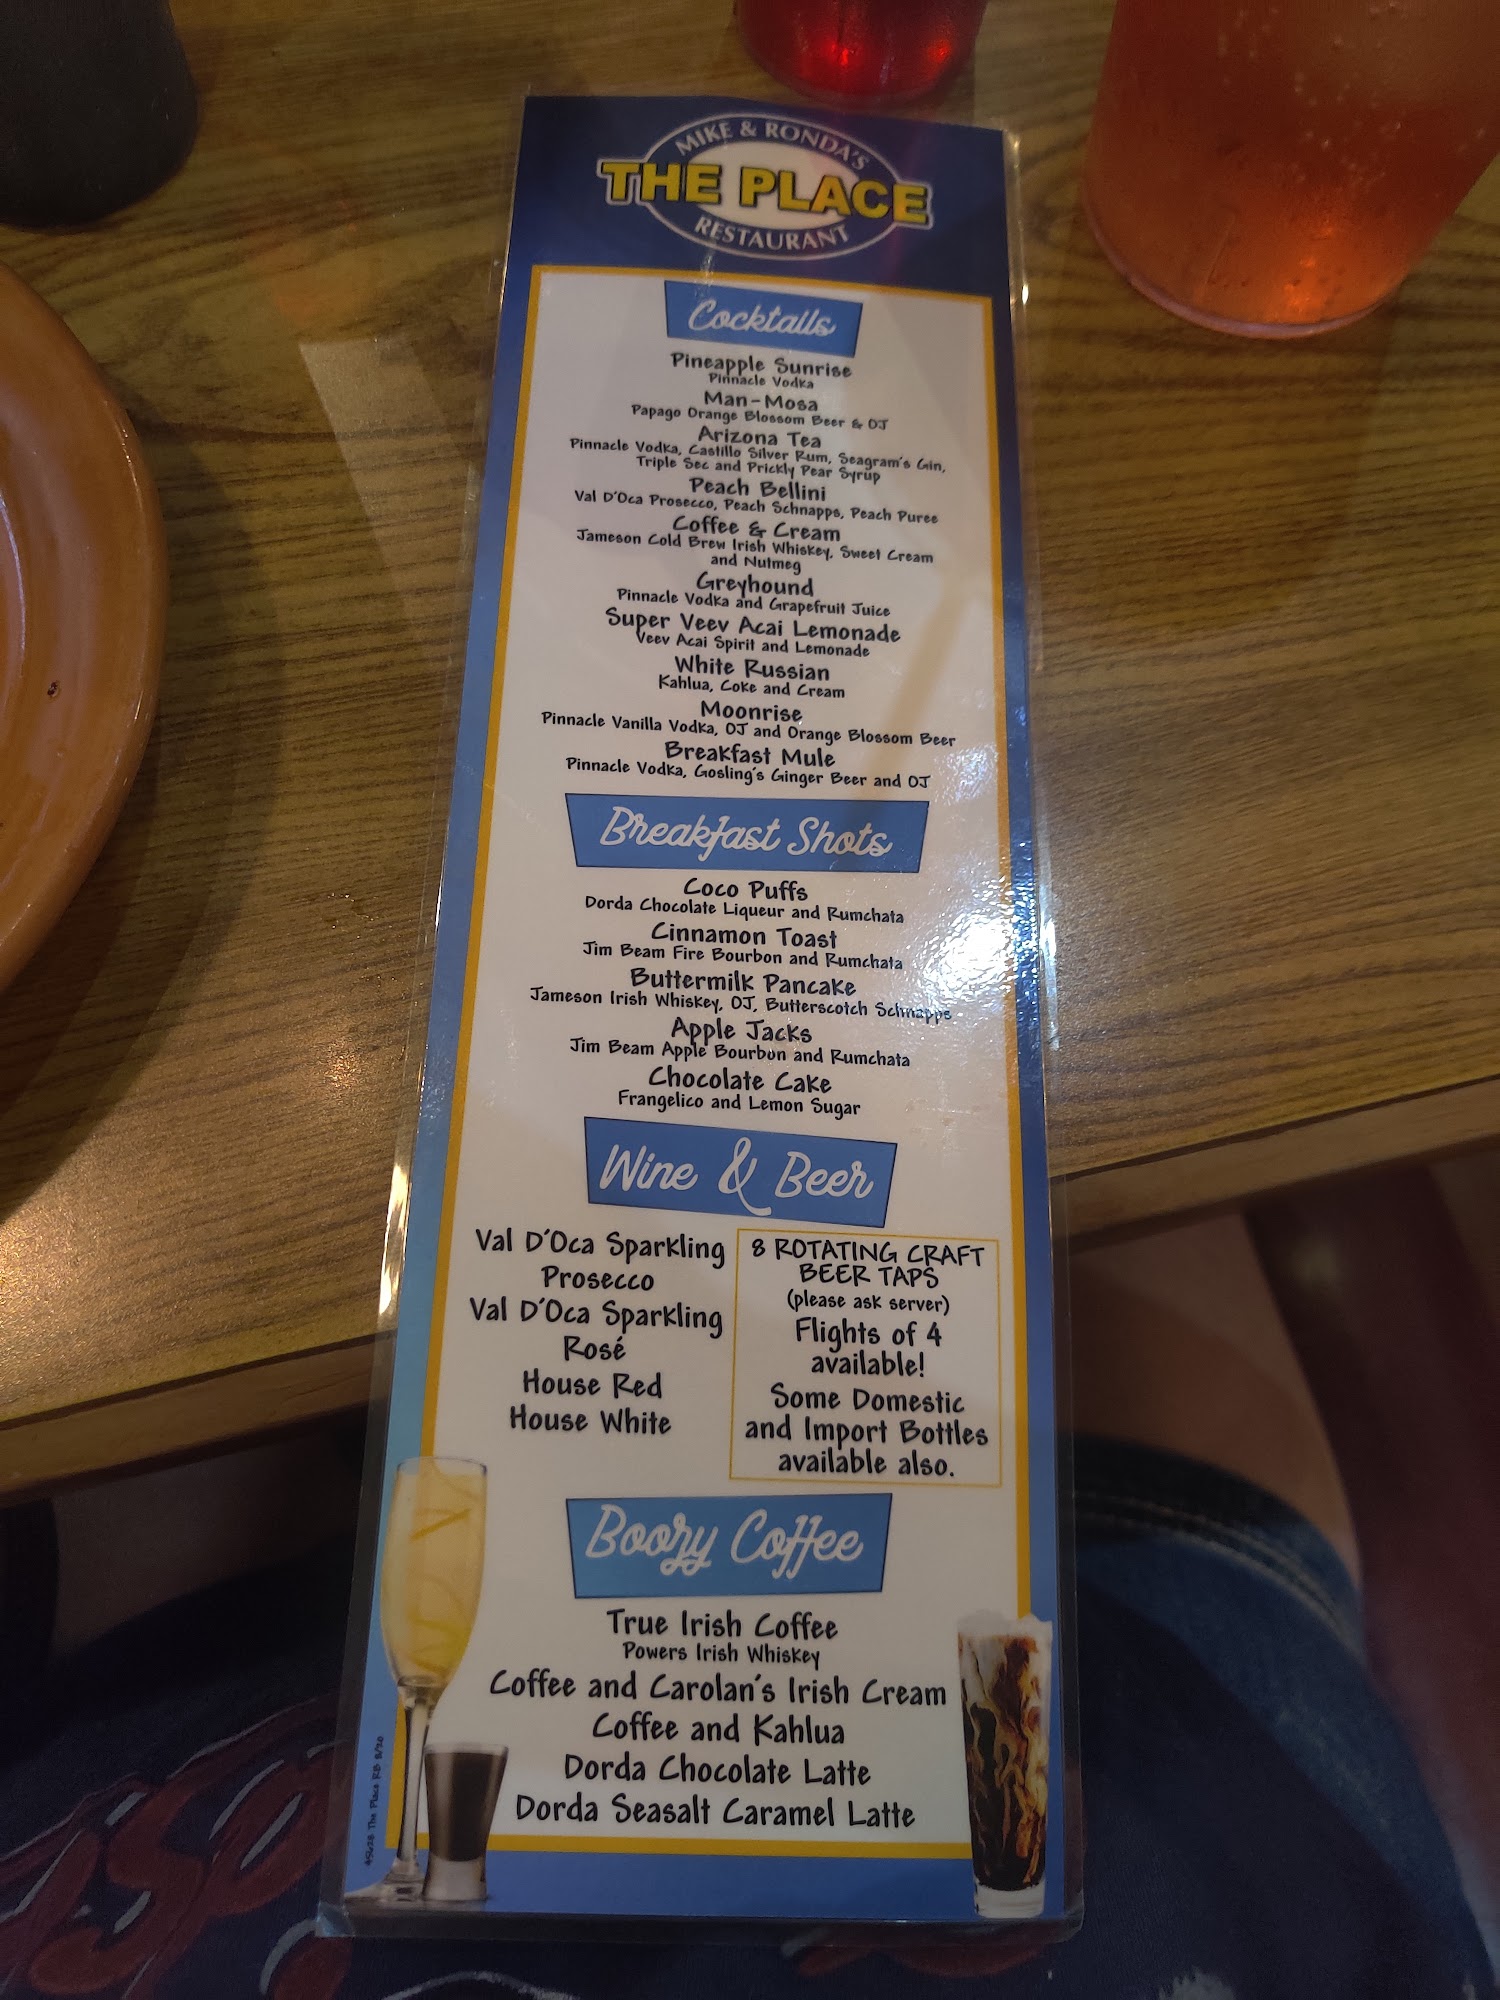 MIKE & RONDA'S
THE PLACE
RESTAURANT
Cocktails
Pineapple Sunrise
Pinnacle Vodka
Man-Mosa
Papago Orange Blossom Beer & OJ
Arizona Tea
Pinnacle Vodka, Castillo Silver Rum, Seagram's Gin,
Triple Sec and Prickly Pear Syrup
Peach Bellini
Val D'Oca Prosecco, Peach Schnapps, Peach Puree
Coffee & Cream
Jameson Cold Brew Irish Whiskey, Sweet Cream
and Nutmeg
Greyhound
Pinnacle Vodka and Grapefruit Juice
Super Veev Acai Lemonade
Veev Acai Spirit and Lemonade
White Russian
Kahlua, Coke and Cream
Moonrise
Pinnacle Vanilla Vodka, OJ and Orange Blossom Beer
Breakfast Mule
Pinnacle Vodka, Gosling's Ginger Beer and OJ
Breakfast Shots
Coco Puffs
Dorda Chocolate Liqueur and Rumchata
Cinnamon Toast
Jim Beam Fire Bourbon and Rumchata
Buttermilk Pancake
Jameson Irish Whiskey, OJ, Butterscotch Schnapps
Apple Jacks
Jim Beam Apple Bourbon and Rumchata
Chocolate Cake
Frangelico and Lemon Sugar
Wine & Beer
Val D'Oca Sparkling
Prosecco
Val D'Oca Sparkling
Rosé
House Red
House White
8 ROTATING CRAFT
BEER TAPS
(please ask server)
Flights of 4
available!
Some Domestic
and Import Bottles
available also.
Boozy Coffee
True Irish Coffee
Powers Irish Whiskey
Coffee and Carolan's Irish Cream
Coffee and Kahlua
Dorda Chocolate Latte
Dorda Seasalt Caramel Latte
45628 The Place RB 8/20